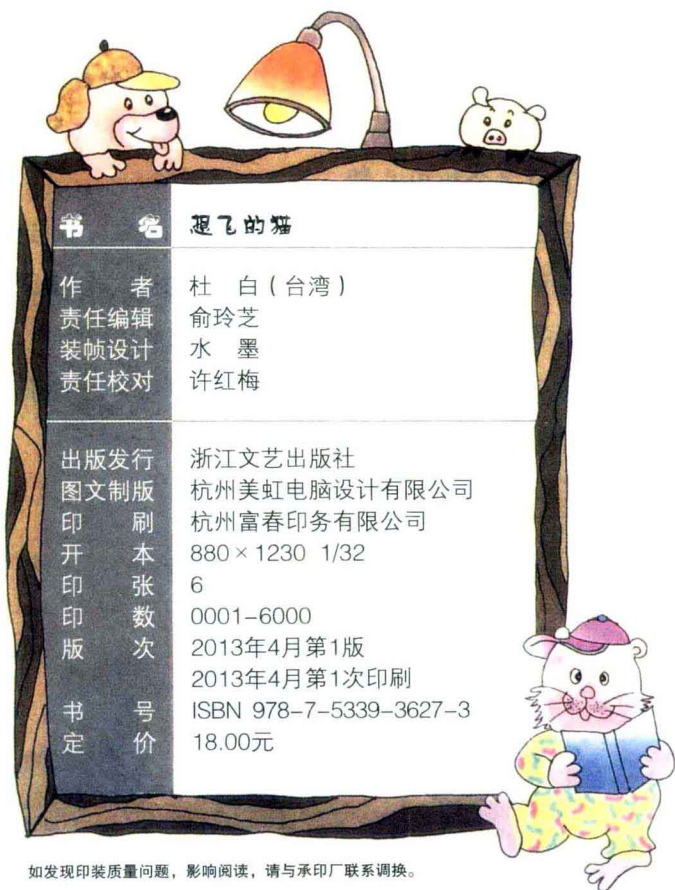 书 名 想飞的猫
作 者 杜 白（台湾）
责任编辑 俞玲芝
装帧设计 水 墨
责任校对 许红梅
出版发行 浙江文艺出版社
图文制版 杭州美虹电脑设计有限公司
印 刷 杭州富春印务有限公司
开 本 880×1230 1/32
印 张 6
印 数 0001-6000
版 次 2013年4月第1版
2013年4月第1次印刷
书 号 ISBN 978-7-5339-3627-3
定 价 18.00元
如发现印装质量问题，影响阅读，请与承印厂联系调换。